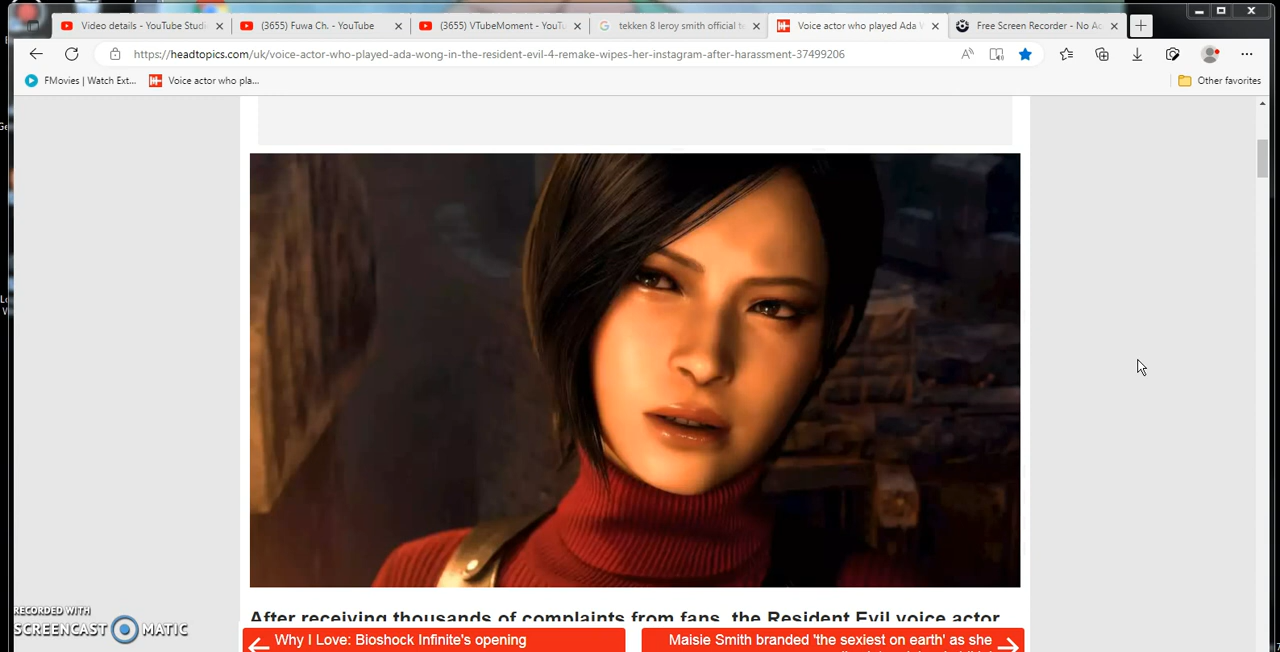 Video details - YouTube Studi
(3655) Fuwa Ch. - YouTube
(3655) VTubeMoment - YouTu
tekken 8 leroy smith official t
Voice actor who played Ada W
Free Screen Recorder - No Ac
https://headtopics.com/uk/voice-actor-who-played-ada-wong-in-the-resident-evil-4-remake-wipes-her-instagram-after-harassment-37499206
FMovies | Watch Ext...
Voice actor who pla...
Other favorites
After receiving thousands of complaints from fans, the Resident Evil voice actor
RECORDED WITH
SCREENCAST MATIC
Why I Love: Bioshock Infinite's opening
Maisie Smith branded 'the sexiest on earth' as she